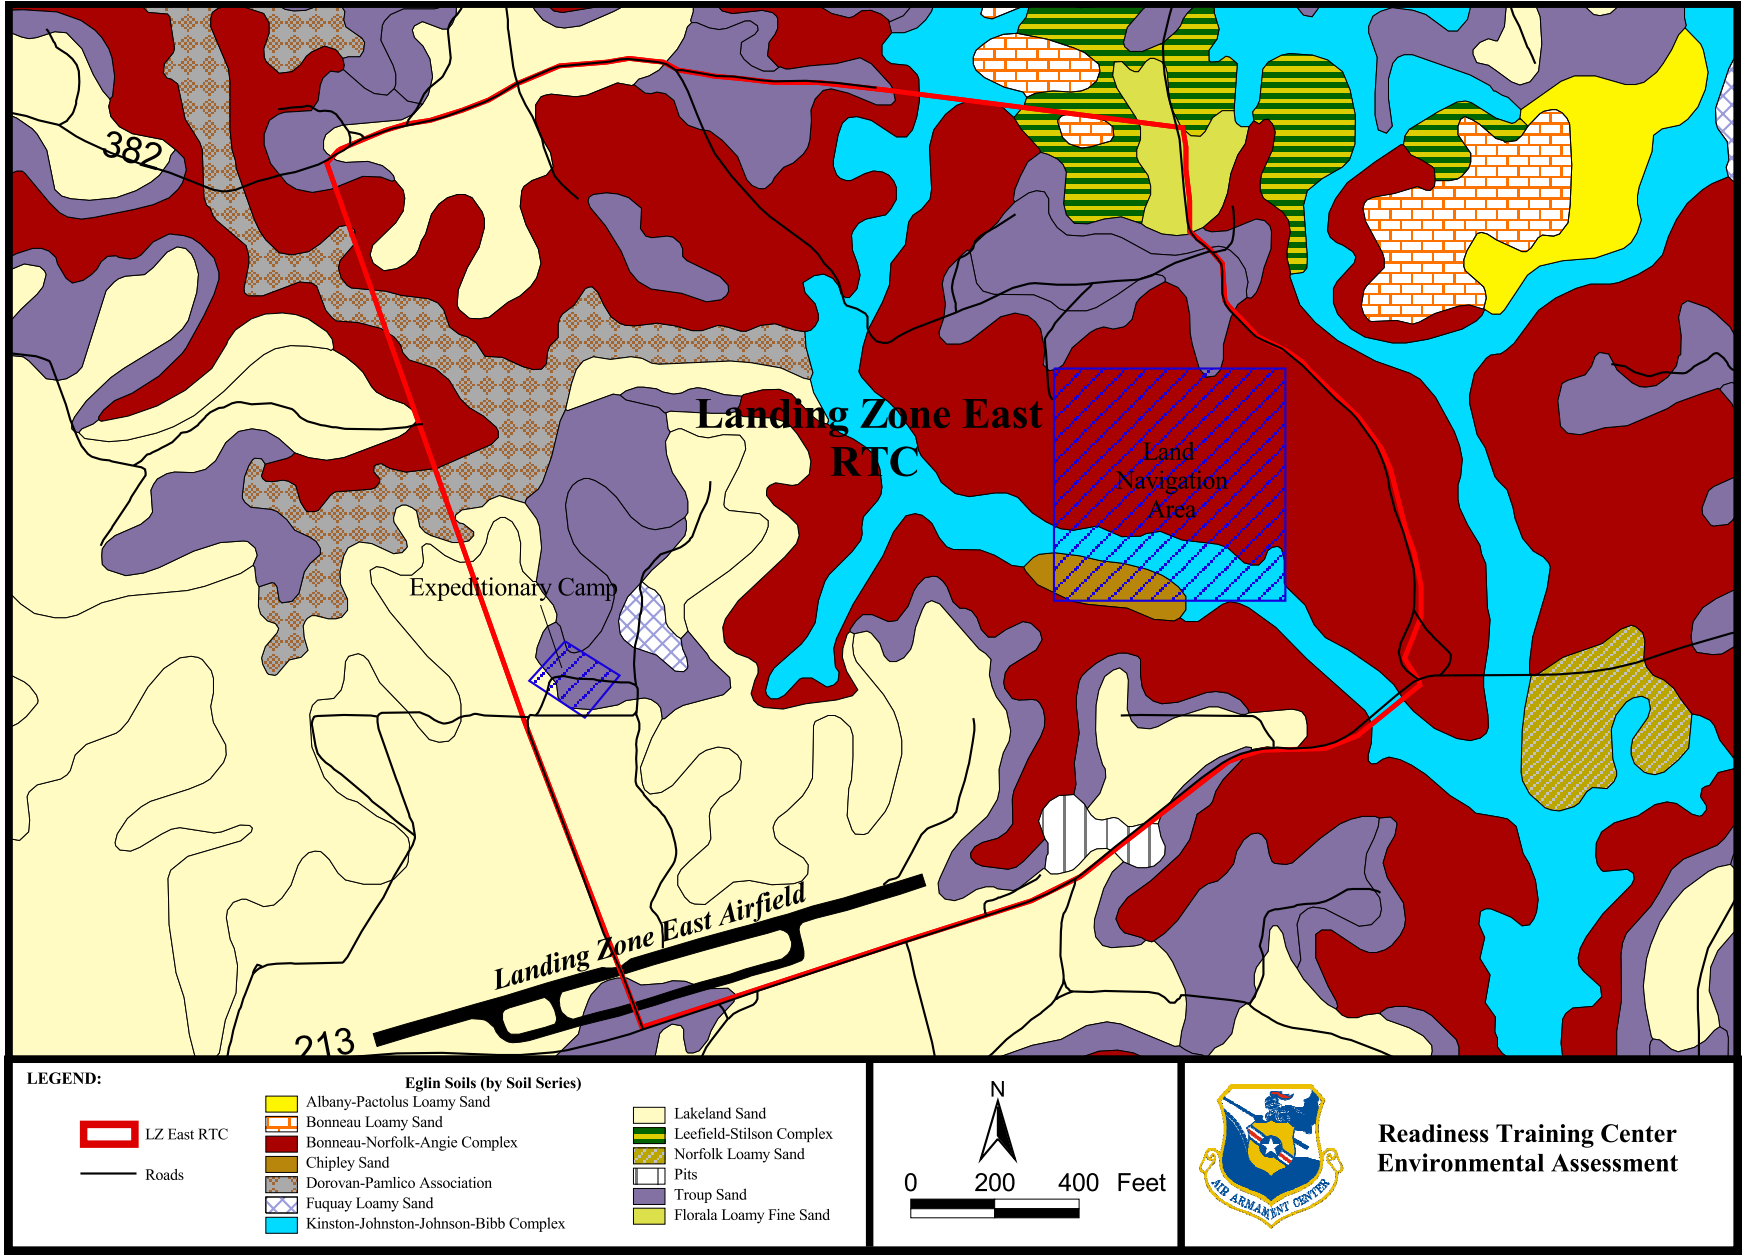 382
Landing Zone East
RTC
Land
Navigation
Area
Expeditionary Camp
Landing Zone East Airfield
213
LEGEND:
LZ East RTC
Roads
Eglin Soils (by Soil Series)
Albany-Pactolus Loamy Sand
Bonneau Loamy Sand
Bonneau-Norfolk-Angie Complex
Chipley Sand
Dorovan-Pamlico Association
Fuquay Loamy Sand
Kinston-Johnston-Johnson-Bibb Complex
Lakeland Sand
Leefield-Stilson Complex
Norfolk Loamy Sand
Pits
Troup Sand
Florala Loamy Fine Sand
N
0 200 400 Feet
AIR ARMAMENT CENTER
Readiness Training Center
Environmental Assessment